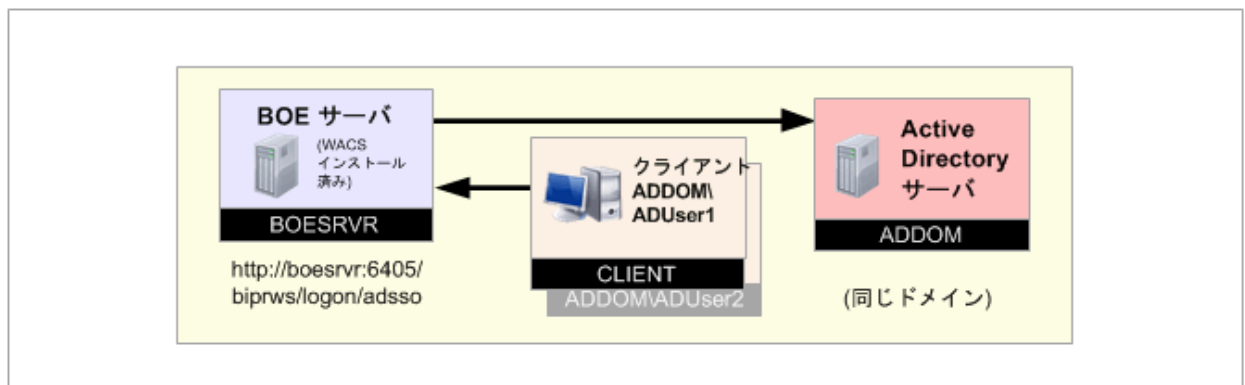 BOE サーバ
(WACS
インストール
済み)
BOESRVR
http://boesrvr:6405/
biprws/logon/adsso
クライアント
ADDOM\
ADUser1
CLIENT
ADDOM\ADUser2
Active
Directory
サーバ
ADDOM
(同じドメイン)